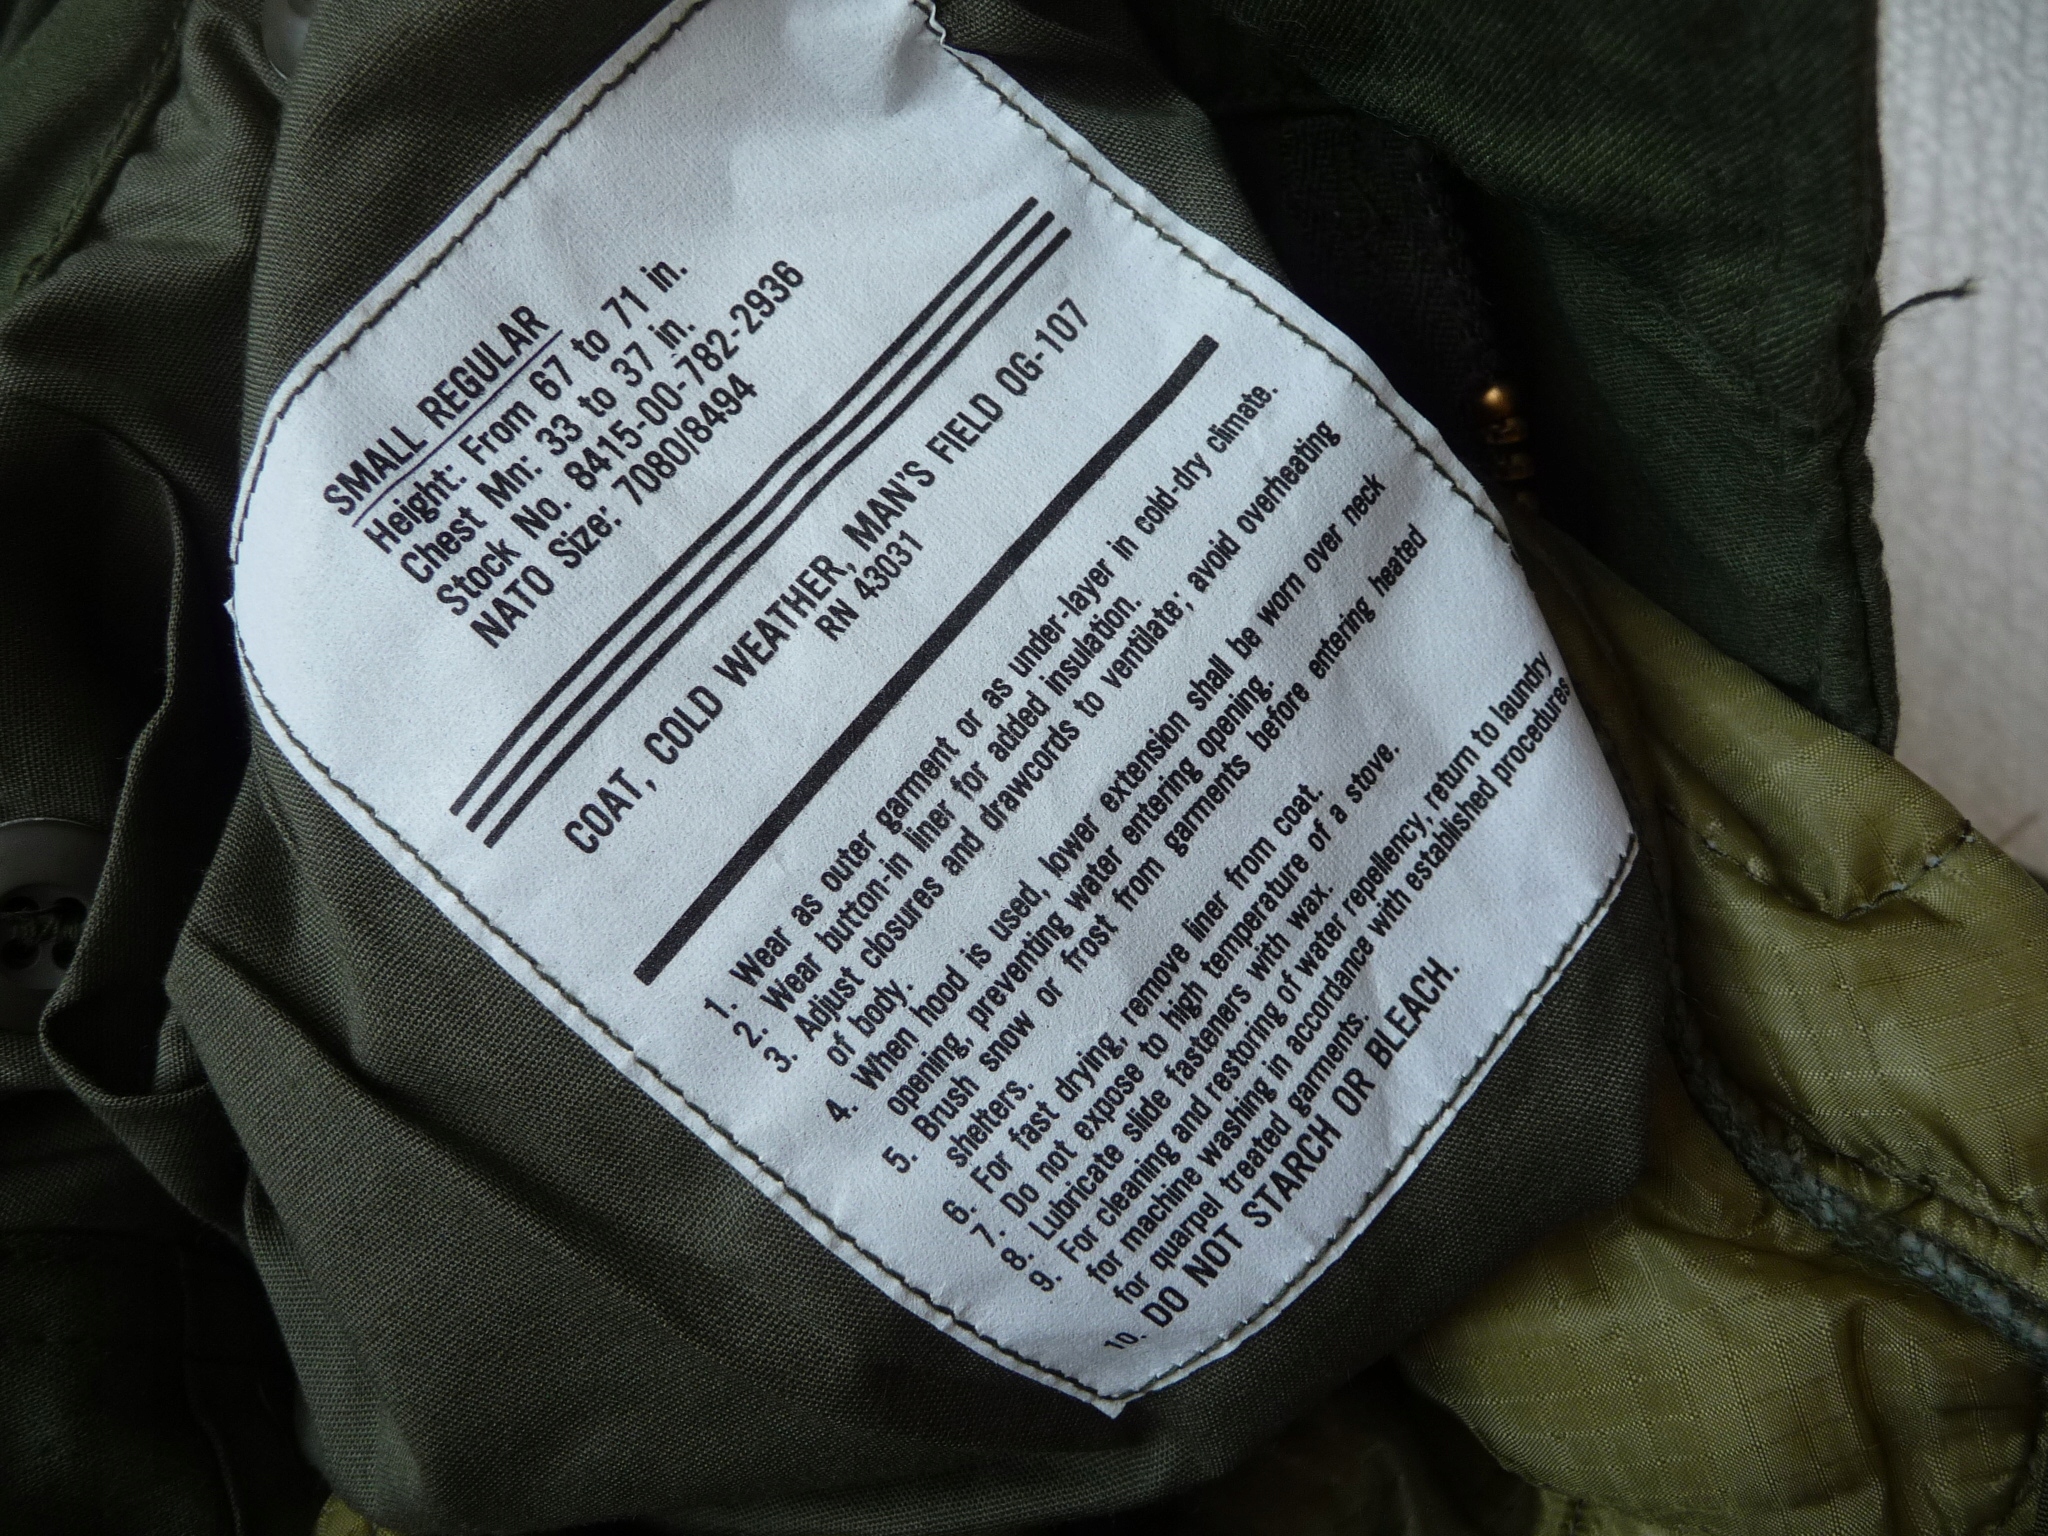 SMALL REGULAR
Height: From 67 to 71 in.
Chest Mn: 33 to 37 in.
Stock No. 8415-00-782-2936
NATO Size: 7080/8494
COAT, COLD WEATHER, MAN'S FIELD OG-107
RN 43031
1. Wear as outer garment or as under-layer in cold-dry climate.
2. Wear button-in liner for added insulation.
3. Adjust closures and drawcords to ventilate; avoid overheating
of body.
4. When hood is used, lower extension shall be worn over neck
opening, preventing water entering opening.
5. Brush snow or frost from garments before entering heated
shelters.
6. For fast drying, remove liner from coat.
7. Do not expose to high temperature of a stove.
8. Lubricate slide fasteners with wax.
9. For cleaning and restoring of water repellency, return to laundry
for machine washing in accordance with established procedures
for quarpel treated garments.
10. DO NOT STARCH OR BLEACH.